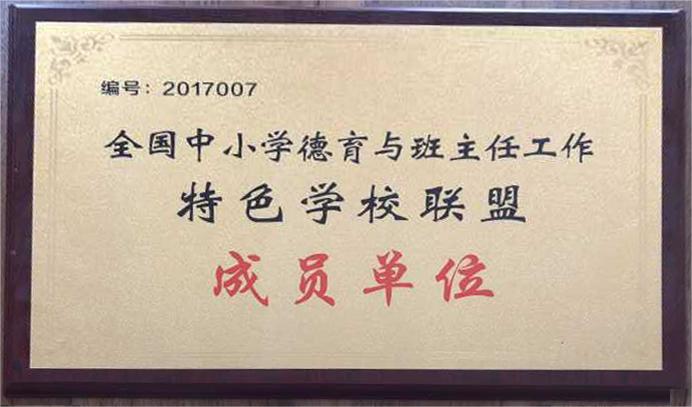 编号：2017007
全国中小学德育与班主任工作
特色学校联盟
成员单位